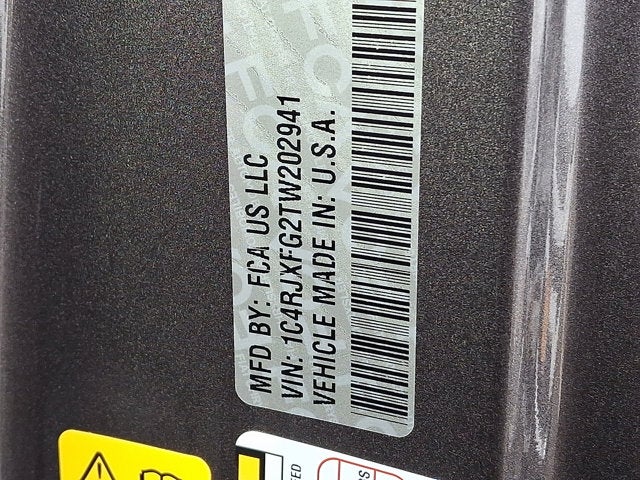 MFD BY: FCA US LLC
VIN: 1C4RJXFG2TW202941
VEHICLE MADE IN: U.S.A.